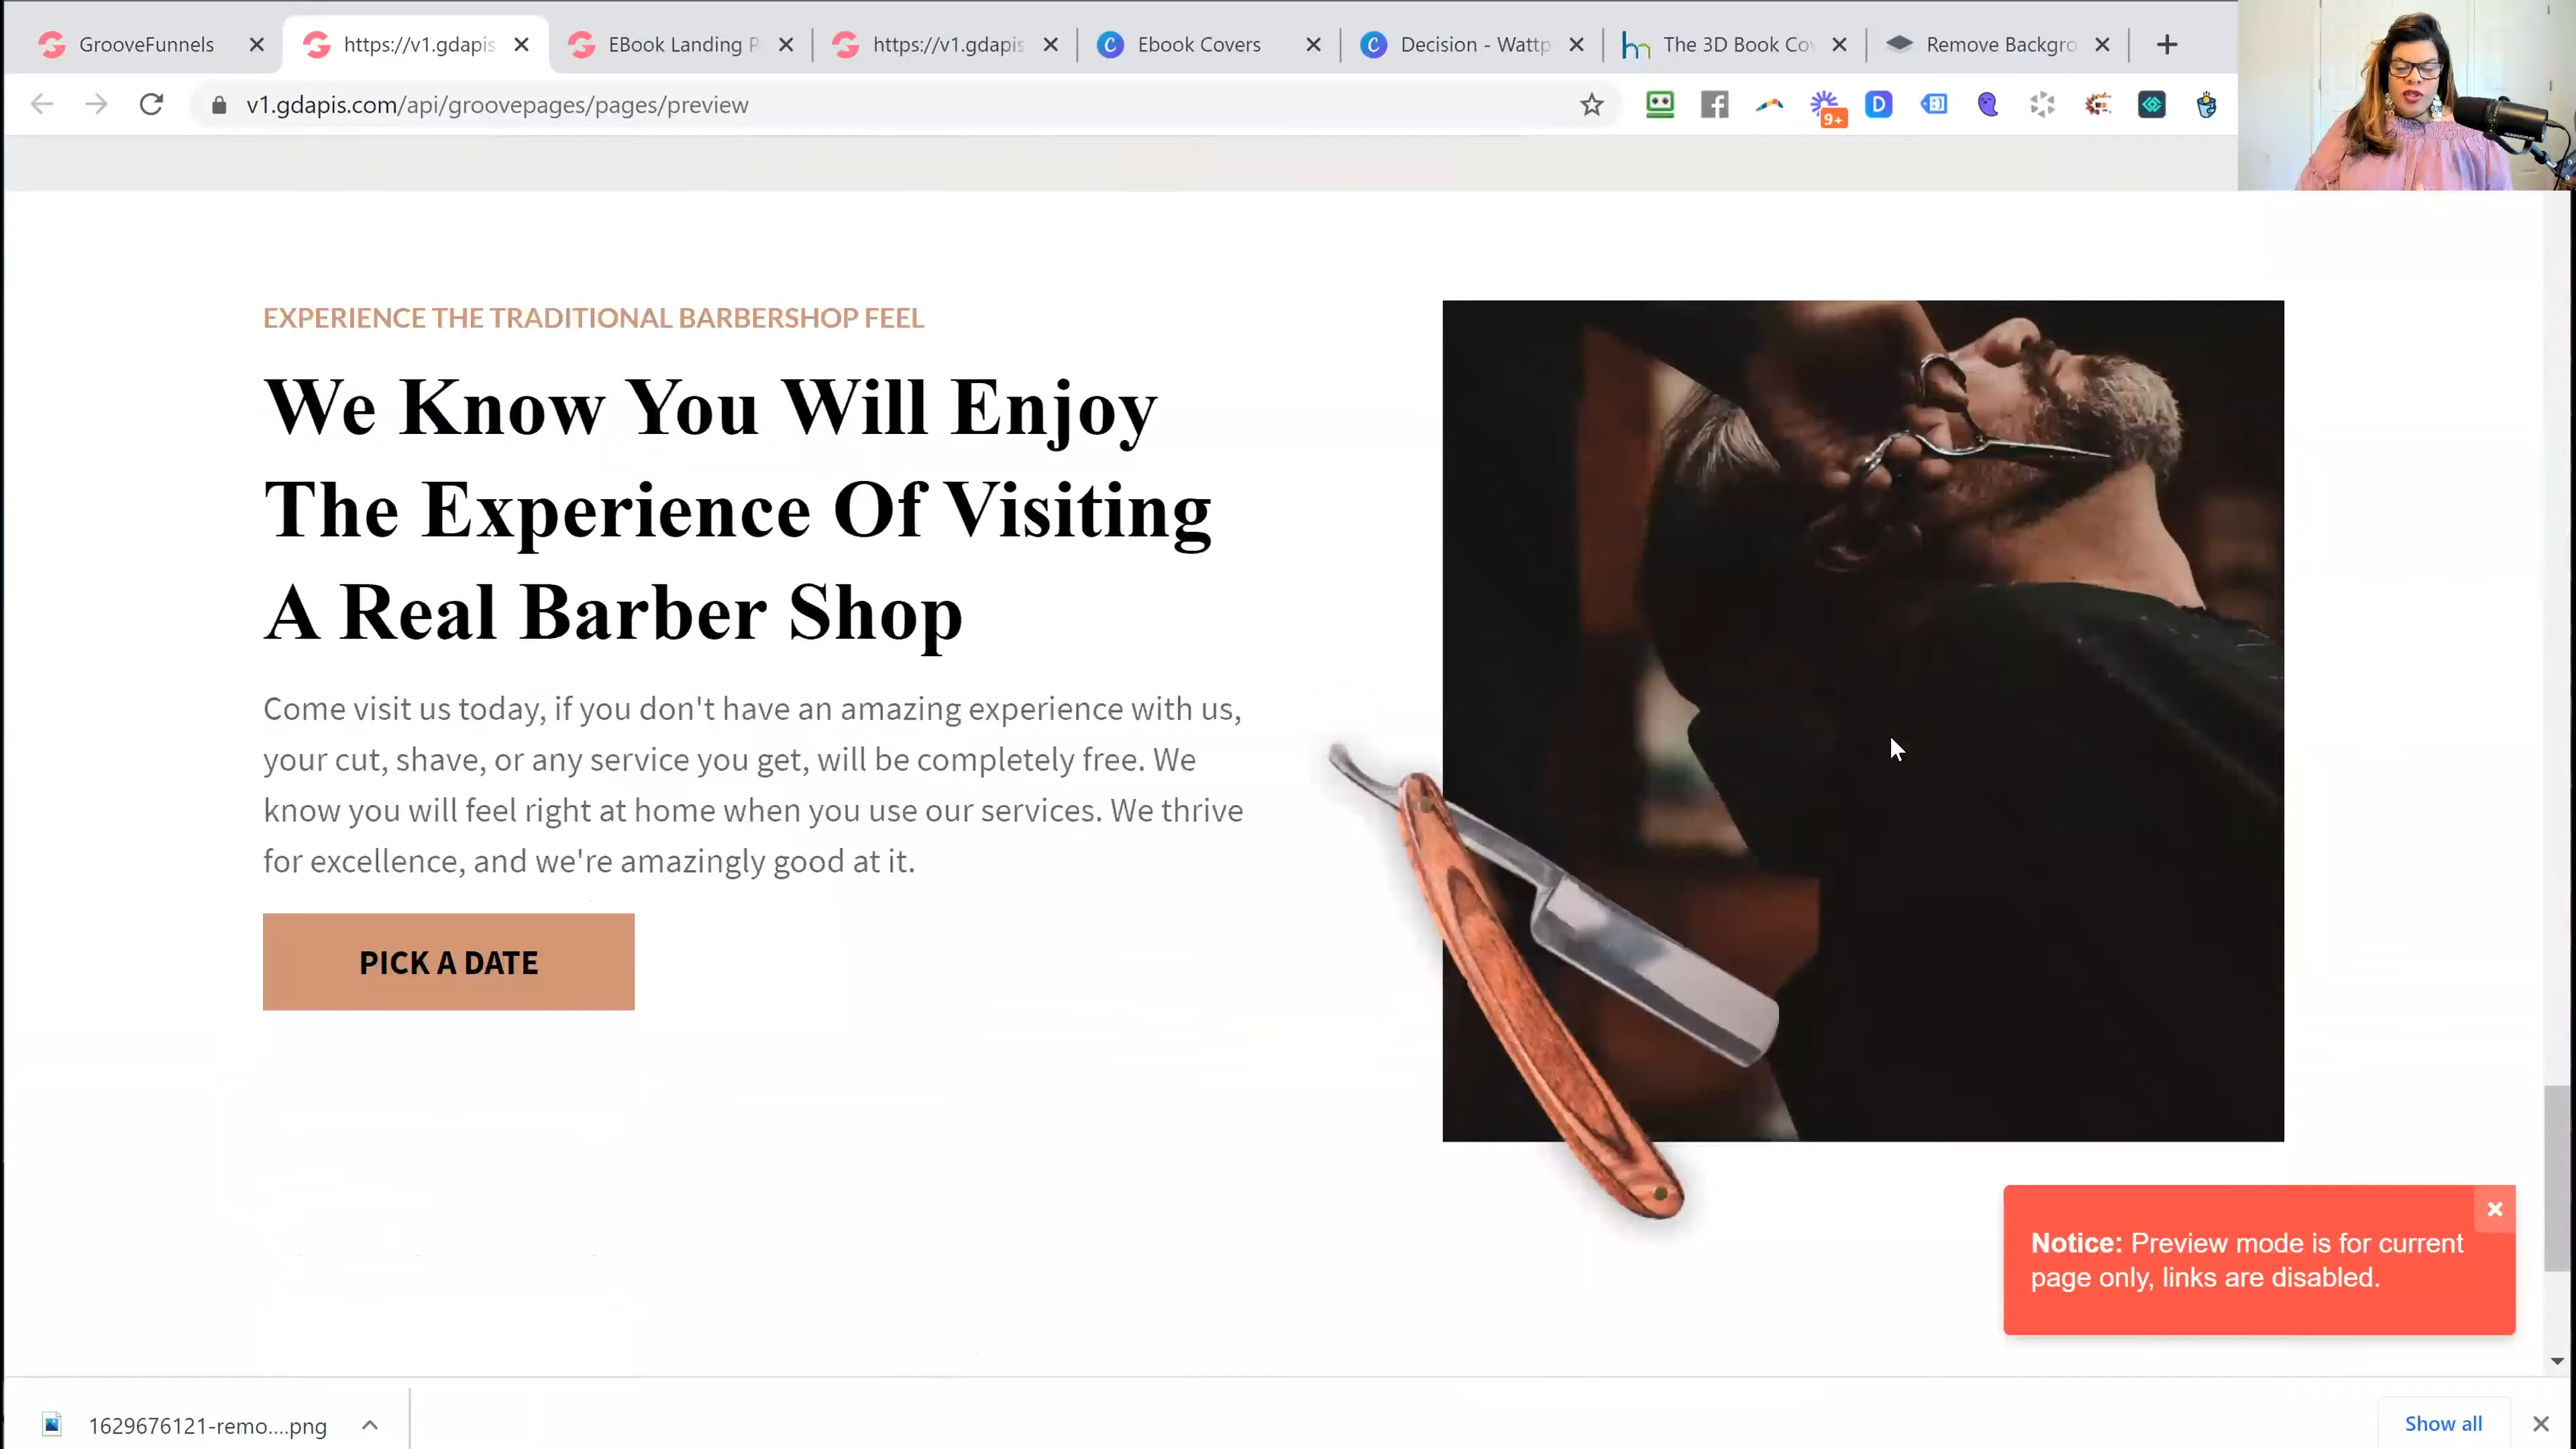 GrooveFunnels
https://v1.gdapis
EBook Landing P
https://v1.gdapis
Ebook Covers
Decision - Wattp
The 3D Book Cov
Remove Backgro
v1.gdapis.com/api/groovepages/pages/preview
9+
EXPERIENCE THE TRADITIONAL BARBERSHOP FEEL
We Know You Will Enjoy
The Experience Of Visiting
A Real Barber Shop
Come visit us today, if you don't have an amazing experience with us,
your cut, shave, or any service you get, will be completely free. We
know you will feel right at home when you use our services. We thrive
for excellence, and we're amazingly good at it.
PICK A DATE
Notice: Preview mode is for current
page only, links are disabled.
1629676121-remo....png
Show all